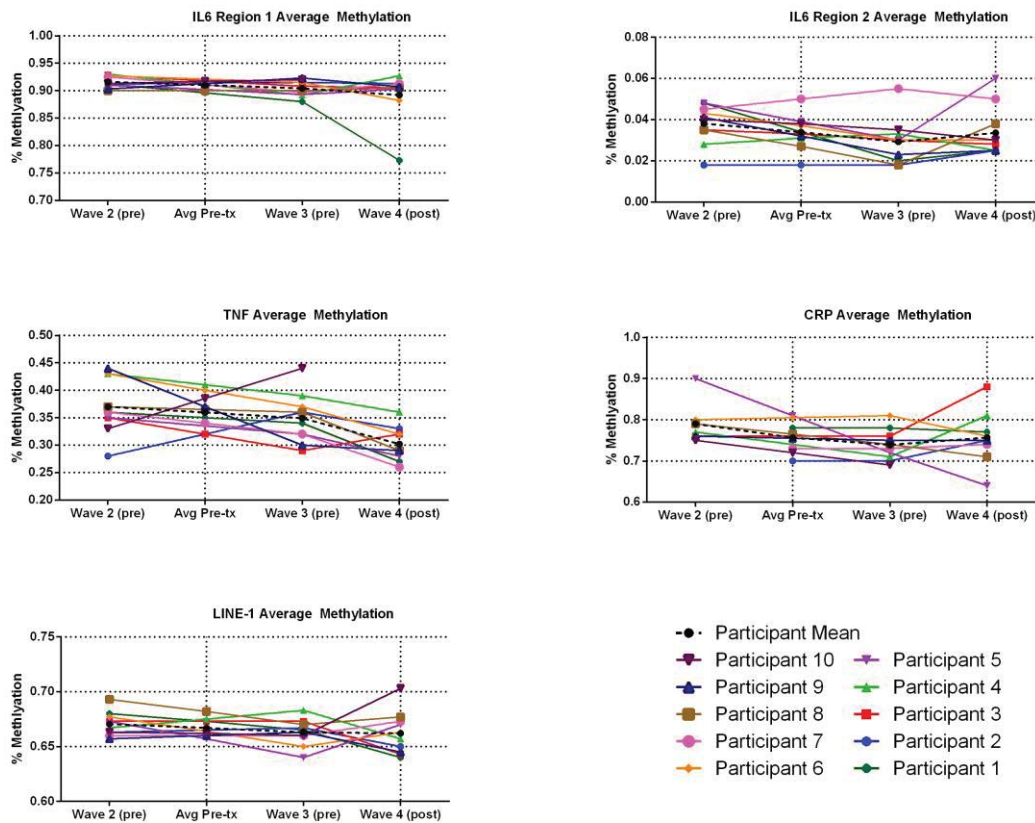 IL6 Region 1 Average Methylation
% Methlyation
1.00
0.95
0.90
0.85
0.80
0.75
0.70
Wave 2 (pre) Avg Pre-tx Wave 3 (pre) Wave 4 (post)
IL6 Region 2 Average Methylation
% Methlyation
0.08
0.06
0.04
0.02
0.00
Wave 2 (pre) Avg Pre-tx Wave 3 (pre) Wave 4 (post)
TNF Average Methylation
% Methlyation
0.50
0.45
0.40
0.35
0.30
0.25
0.20
Wave 2 (pre) Avg Pre-tx Wave 3 (pre) Wave 4 (post)
CRP Average Methylation
% Methlyation
1.0
0.9
0.8
0.7
0.6
Wave 2 (pre) Avg Pre-tx Wave 3 (pre) Wave 4 (post)
LINE-1 Average Methylation
% Methlyation
0.75
0.70
0.65
0.60
Wave 2 (pre) Avg Pre-tx Wave 3 (pre) Wave 4 (post)
Participant Mean
Participant 10 Participant 5
Participant 9 Participant 4
Participant 8 Participant 3
Participant 7 Participant 2
Participant 6 Participant 1